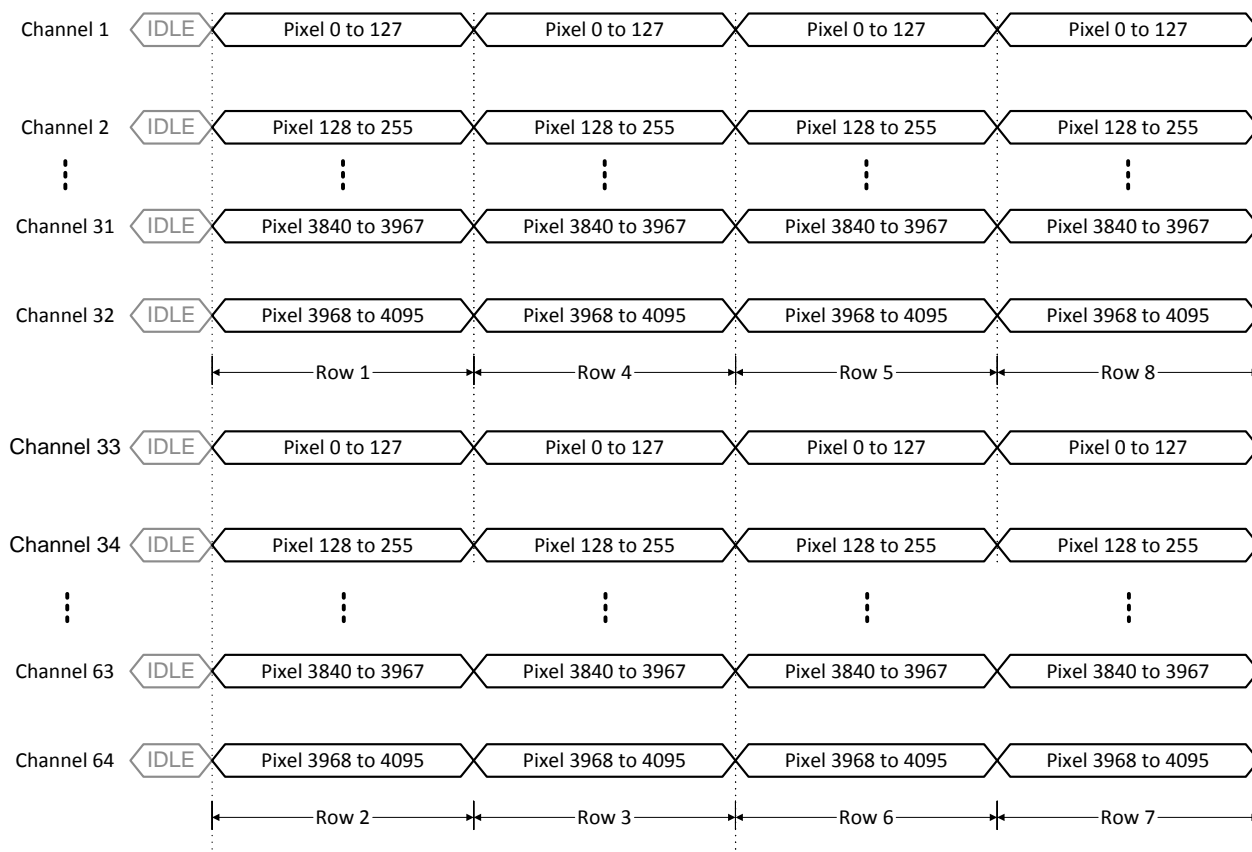 Channel 1 IDLE Pixel 0 to 127 Pixel 0 to 127 Pixel 0 to 127 Pixel 0 to 127
Channel 2 IDLE Pixel 128 to 255 Pixel 128 to 255 Pixel 128 to 255 Pixel 128 to 255
Channel 31 IDLE Pixel 3840 to 3967 Pixel 3840 to 3967 Pixel 3840 to 3967 Pixel 3840 to 3967
Channel 32 IDLE Pixel 3968 to 4095 Pixel 3968 to 4095 Pixel 3968 to 4095 Pixel 3968 to 4095
Row 1 Row 4 Row 5 Row 8
Channel 33 IDLE Pixel 0 to 127 Pixel 0 to 127 Pixel 0 to 127 Pixel 0 to 127
Channel 34 IDLE Pixel 128 to 255 Pixel 128 to 255 Pixel 128 to 255 Pixel 128 to 255
Channel 63 IDLE Pixel 3840 to 3967 Pixel 3840 to 3967 Pixel 3840 to 3967 Pixel 3840 to 3967
Channel 64 IDLE Pixel 3968 to 4095 Pixel 3968 to 4095 Pixel 3968 to 4095 Pixel 3968 to 4095
Row 2 Row 3 Row 6 Row 7